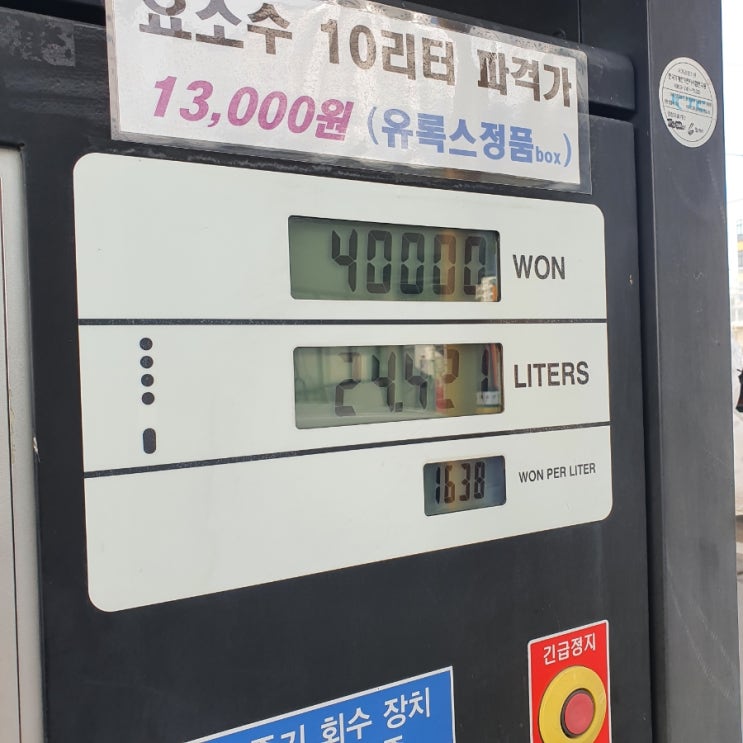 요소수 10리터 파격가
13,000원 (유록스정품box)
KTC
40000 WON
24.421 LITERS
1638 WON PER LITER
긴급정지
회수 장치